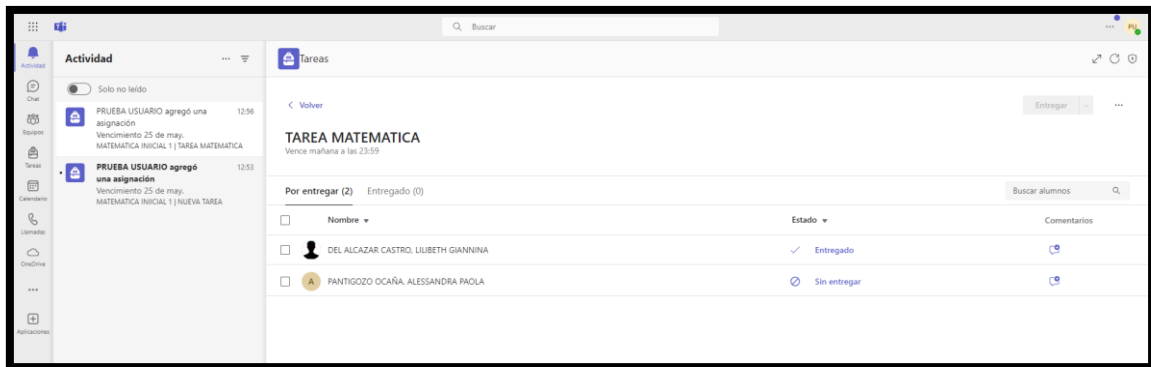 Buscar
PU
Actividad
Chat
Equipos
Tareas
Calendario
Llamadas
OneDrive
Aplicaciones
Actividad
Solo no leído
PRUEBA USUARIO agregó una 12:56
asignación
Vencimiento 25 de may.
MATEMATICA INIICIAL 1 | TAREA MATEMATICA
PRUEBA USUARIO agregó 12:53
una asignación
Vencimiento 25 de may.
MATEMATICA INIICIAL 1 | NUEVA TAREA
Tareas
Volver
Entregar
TAREA MATEMATICA
Vence mañana a las 23:59
Por entregar (2) Entregado (0)
Buscar alumnos
Nombre Estado Comentarios
DEL ALCAZAR CASTRO, LILIBETH GIANNINA Entregado
A PANTIGOZO OCAÑA, ALESSANDRA PAOLA Sin entregar